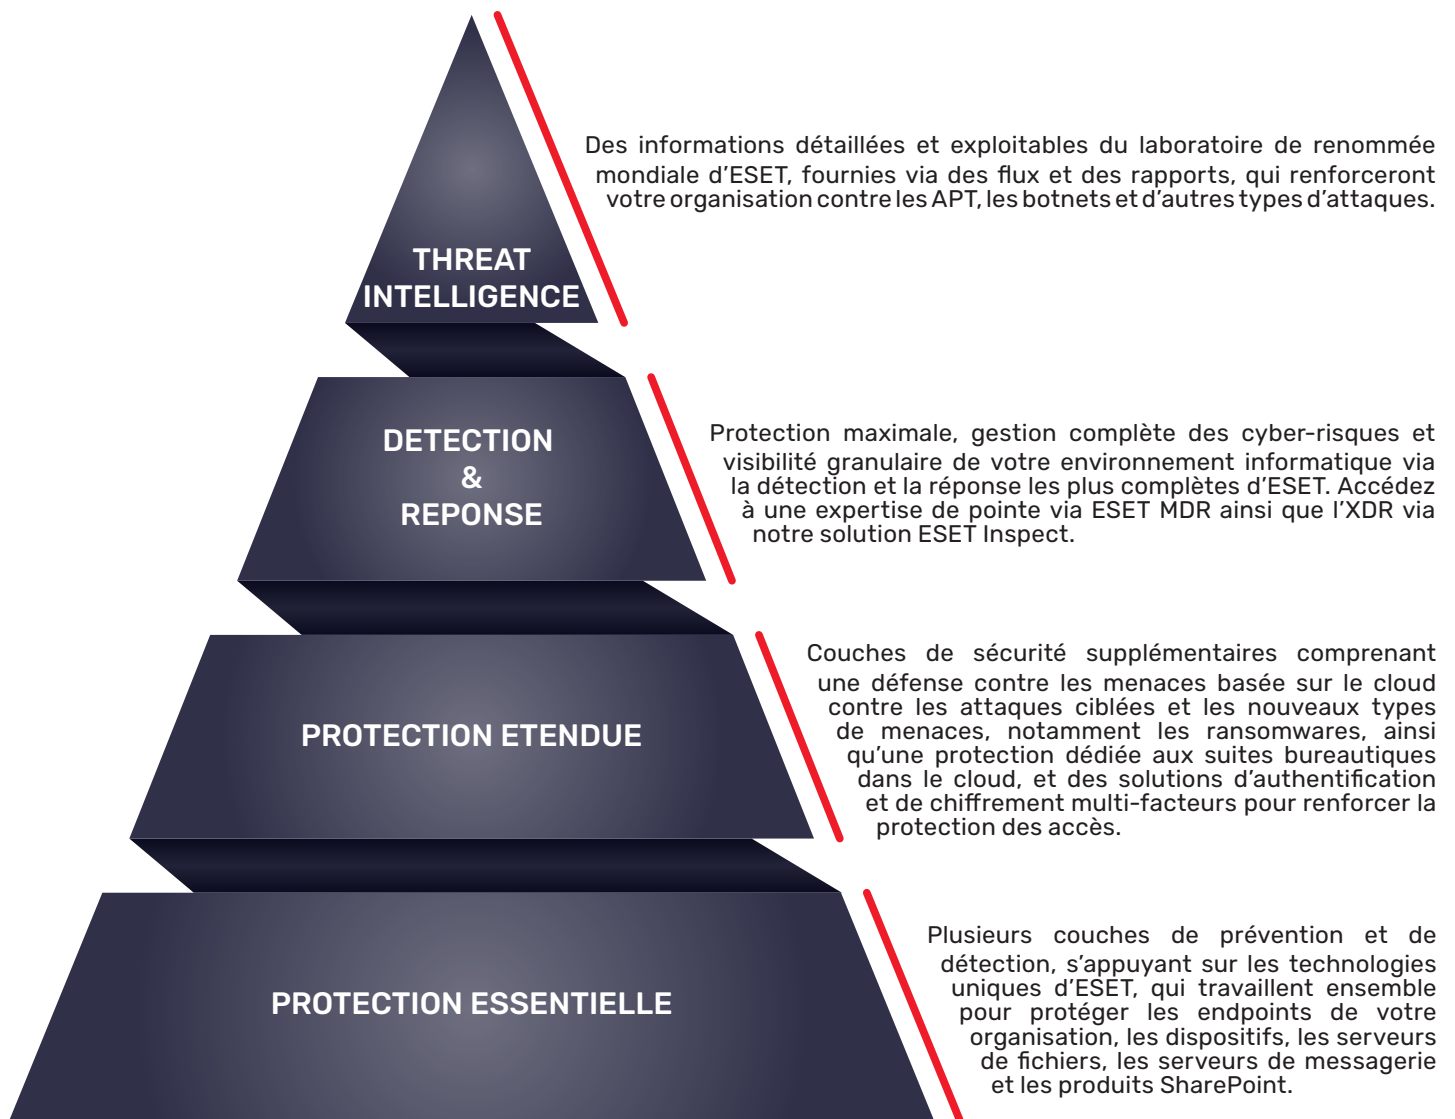 THREAT
INTELLIGENCE
Des informations détaillées et exploitables du laboratoire de renommée
mondiale d’ESET, fournies via des flux et des rapports, qui renforceront
votre organisation contre les APT, les botnets et d’autres types d’attaques.
DETECTION
&
REPONSE
Protection maximale, gestion complète des cyber-risques et
visibilité granulaire de votre environnement informatique via
la détection et la réponse les plus complètes d’ESET. Accédez
à une expertise de pointe via ESET MDR ainsi que l’XDR via
notre solution ESET Inspect.
PROTECTION ETENDUE
Couches de sécurité supplémentaires comprenant
une défense contre les menaces basée sur le cloud
contre les attaques ciblées et les nouveaux types
de menaces, notamment les ransomwares, ainsi
qu’une protection dédiée aux suites bureautiques
dans le cloud, et des solutions d’authentification
et de chiffrement multi-facteurs pour renforcer la
protection des accès.
PROTECTION ESSENTIELLE
Plusieurs couches de prévention et de
détection, s’appuyant sur les technologies
uniques d’ESET, qui travaillent ensemble
pour protéger les endpoints de votre
organisation, les dispositifs, les serveurs
de fichiers, les serveurs de messagerie
et les produits SharePoint.